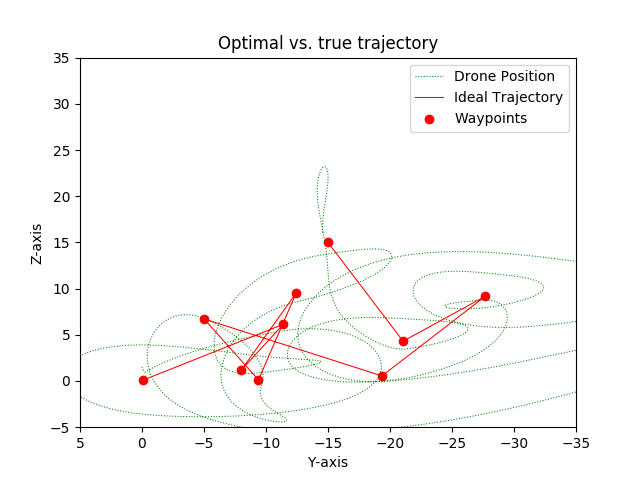 Optimal vs. true trajectory
Drone Position
Ideal Trajectory
Waypoints
Z-axis
35
30
25
20
15
10
5
0
−5
5 0 −5 −10 −15 −20 −25 −30 −35
Y-axis